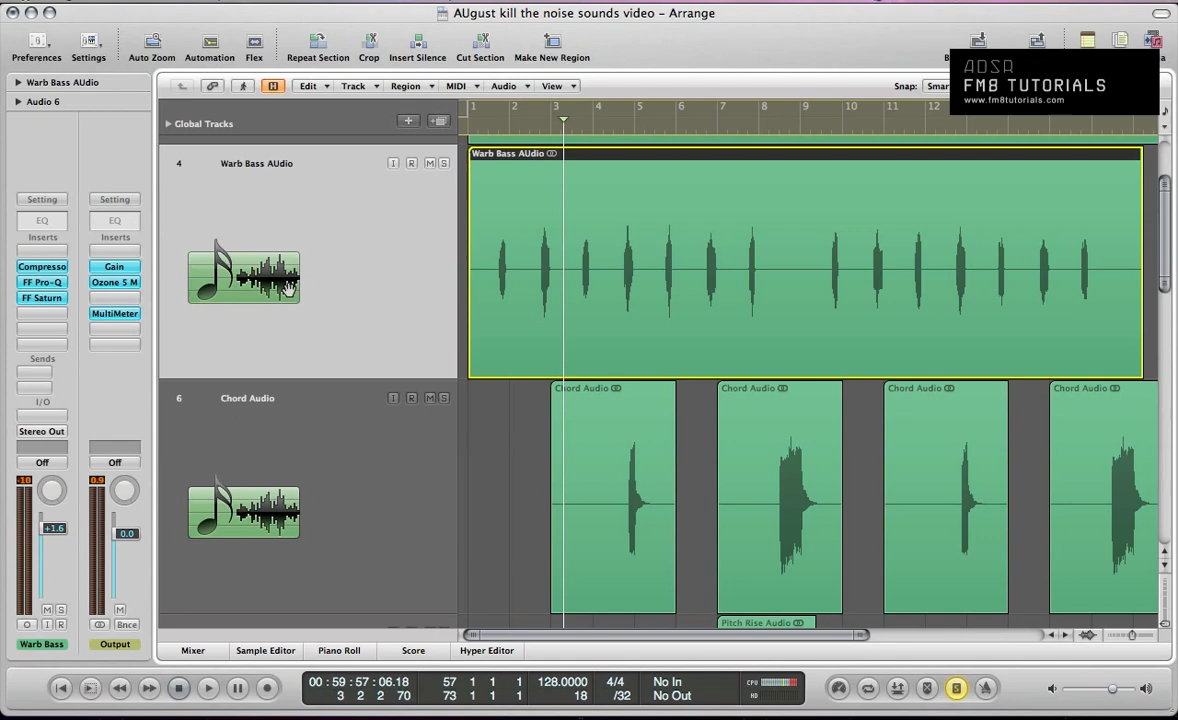 AUgust kill the noise sounds video – Arrange
Preferences
Settings
Auto Zoom
Automation
Flex
Repeat Section
Crop
Insert Silence
Cut Section
Make New Region
ADSR
FM8 TUTORIALS
www.fm8tutorials.com
Warb Bass AUdio
Audio 6
Edit
Track
Region
MIDI
Audio
View
Snap:
Global Tracks
1 2 3 4 5 6 7 8 9 10 11 12
4 Warb Bass AUdio
I R M S
Warb Bass AUdio
Setting
Setting
EQ
EQ
Inserts
Inserts
Compresso
Gain
FF Pro-Q
Ozone 5 M
FF Saturn
MultiMeter
Sends
I/O
Stereo Out
Off
Off
-10
0.9
+1.6
0.0
M S
M
O I R
Bnce
Warb Bass
Output
6 Chord Audio
I R M S
Chord Audio
Chord Audio
Chord Audio
Chord Audio
Pitch Rise Audio
Mixer
Sample Editor
Piano Roll
Score
Hyper Editor
00:59:57:06.18
3 2 2 70
57 1 1 1
73 1 1 1
128.0000
18
4/4
/32
No In
No Out
CPU
HD
S